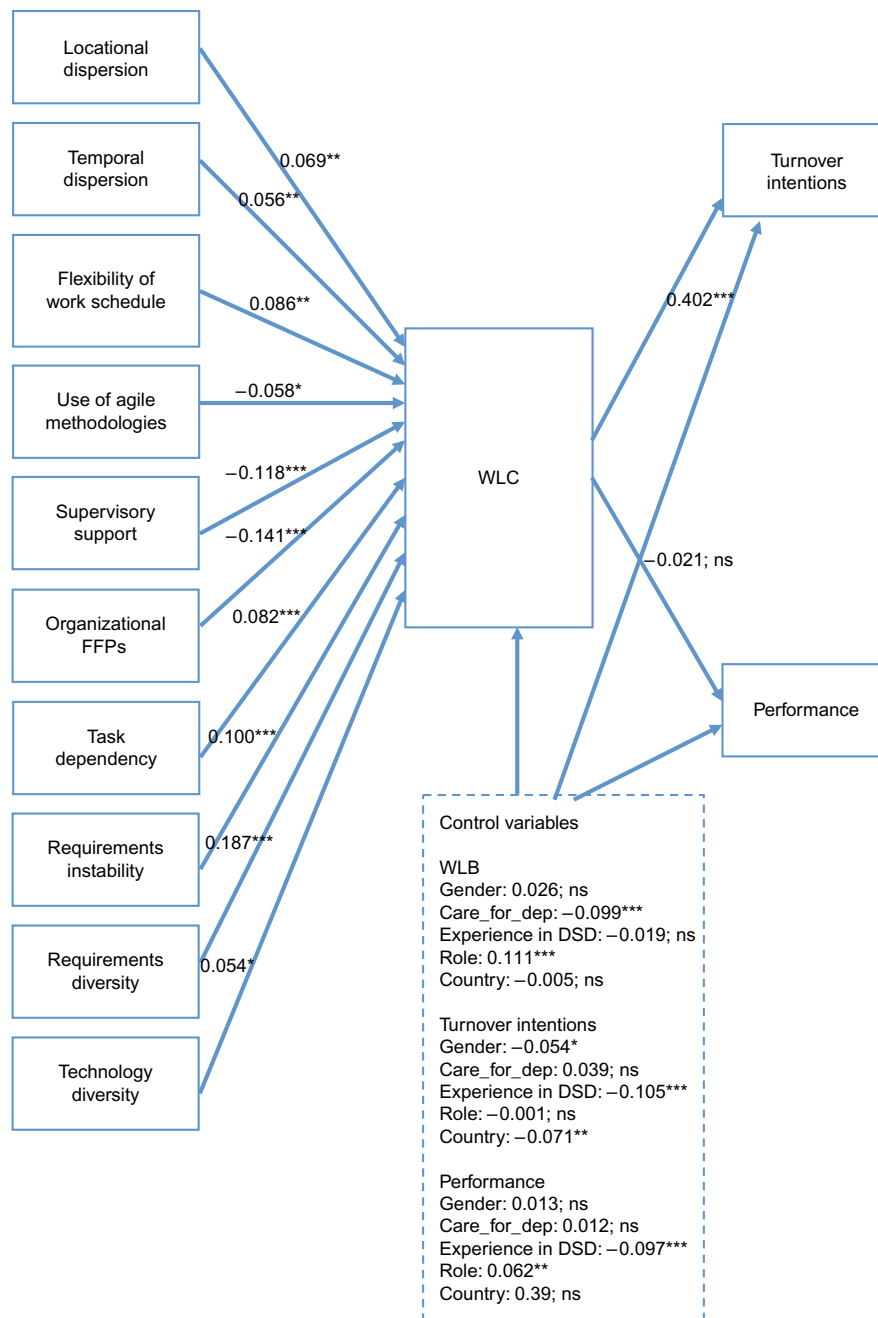 Locational
dispersion
Temporal
dispersion
Flexibility of
work schedule
Use of agile
methodologies
Supervisory
support
Organizational
FFPs
Task
dependency
Requirements
instability
Requirements
diversity
Technology
diversity
0.069**
0.056**
0.086**
−0.058*
−0.118***
−0.141***
0.082***
0.100***
0.187***
0.054*
WLC
0.402***
−0.021; ns
Turnover
intentions
Performance
Control variables
WLB
Gender: 0.026; ns
Care_for_dep: −0.099***
Experience in DSD: −0.019; ns
Role: 0.111***
Country: −0.005; ns
Turnover intentions
Gender: −0.054*
Care_for_dep: 0.039; ns
Experience in DSD: −0.105***
Role: −0.001; ns
Country: −0.071**
Performance
Gender: 0.013; ns
Care_for_dep: 0.012; ns
Experience in DSD: −0.097***
Role: 0.062**
Country: 0.39; ns